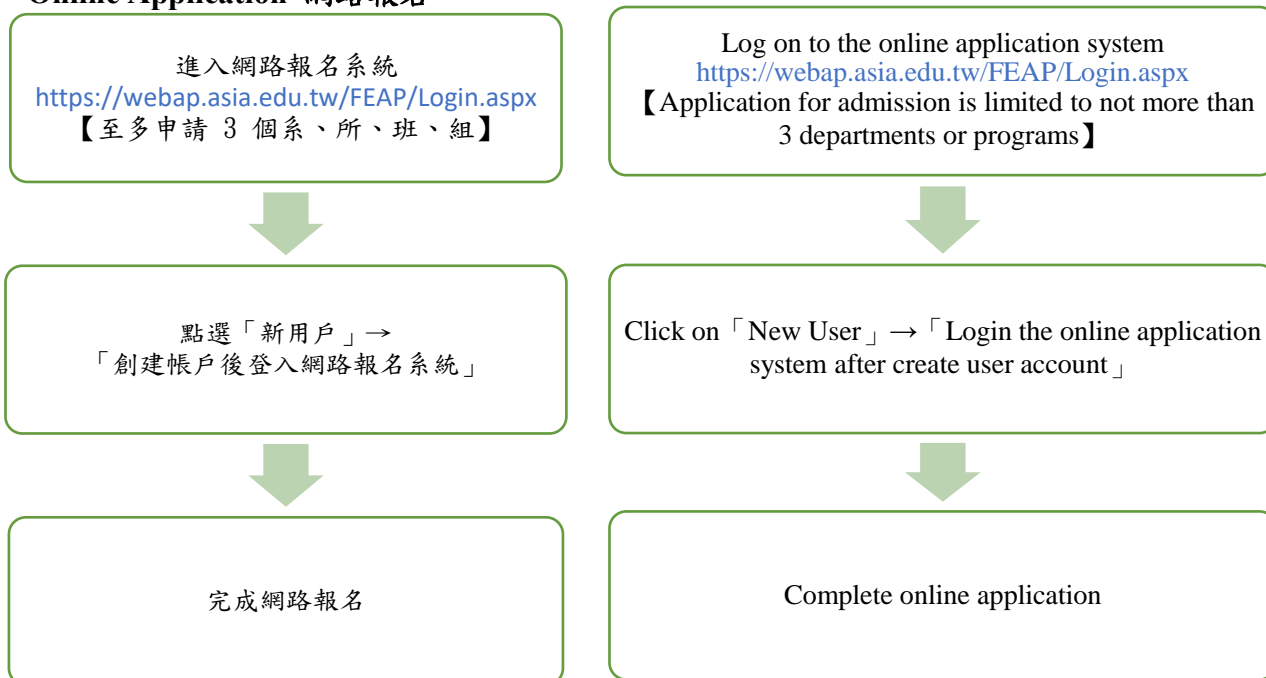 Online Application 網路報名
進入網路報名系統
https://webap.asia.edu.tw/FEAP/Login.aspx
【至多申請 3 個系、所、班、組】
點選「新用戶」→
「創建帳戶後登入網路報名系統」
完成網路報名
Log on to the online application system
https://webap.asia.edu.tw/FEAP/Login.aspx
【Application for admission is limited to not more than
3 departments or programs】
Click on「New User」→「Login the online application
system after create user account」
Complete online application